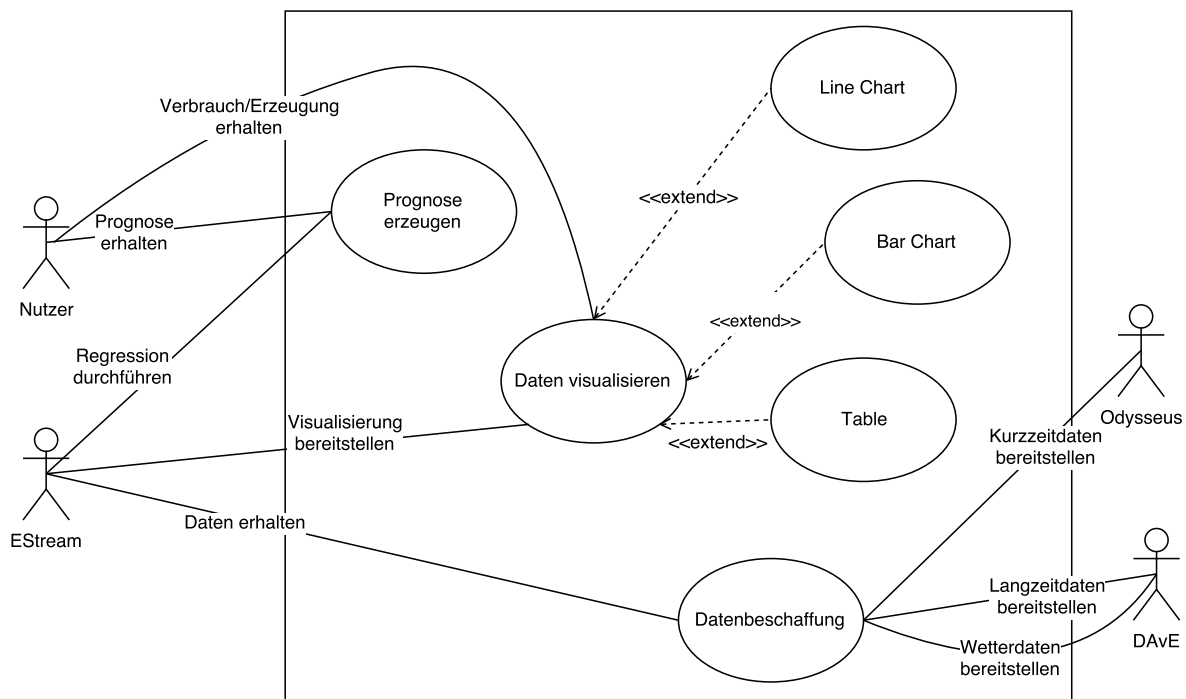 Line Chart
Verbrauch/Erzeugung
erhalten
<<extend>>
Prognose
erzeugen
Prognose
erhalten
Bar Chart
Nutzer
<<extend>>
Regression
durchführen
Daten visualisieren
Table
Odysseus
Visualisierung
bereitstellen
<<extend>>
Kurzzeitdaten
bereitstellen
EStream
Daten erhalten
Langzeitdaten
bereitstellen
Datenbeschaffung
DAvE
Wetterdaten
bereitstellen